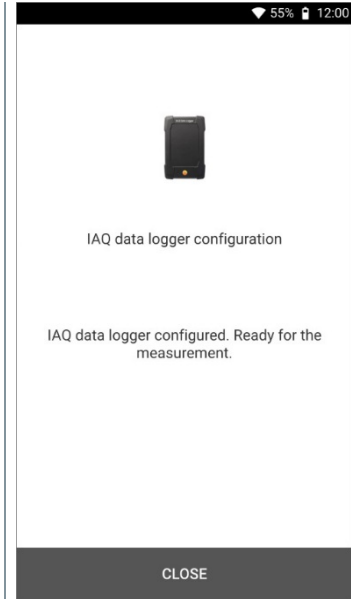 55% 12:00
IAQ data logger configuration
IAQ data logger configured. Ready for the
measurement.
CLOSE